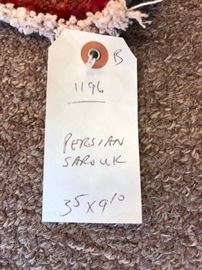 B
1196
PERSIAN
SAROUK
3⁵ x 9¹⁰